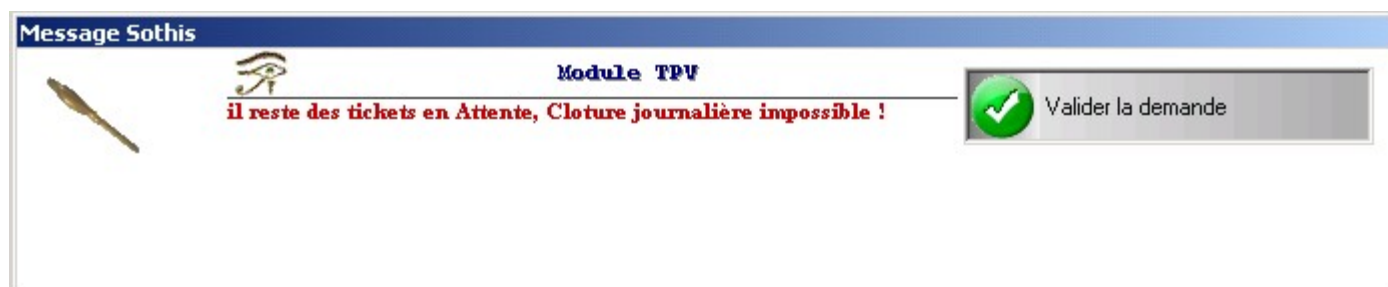 Message Sothis
Module TPV
il reste des tickets en Attente, Cloture journalière impossible !
Valider la demande